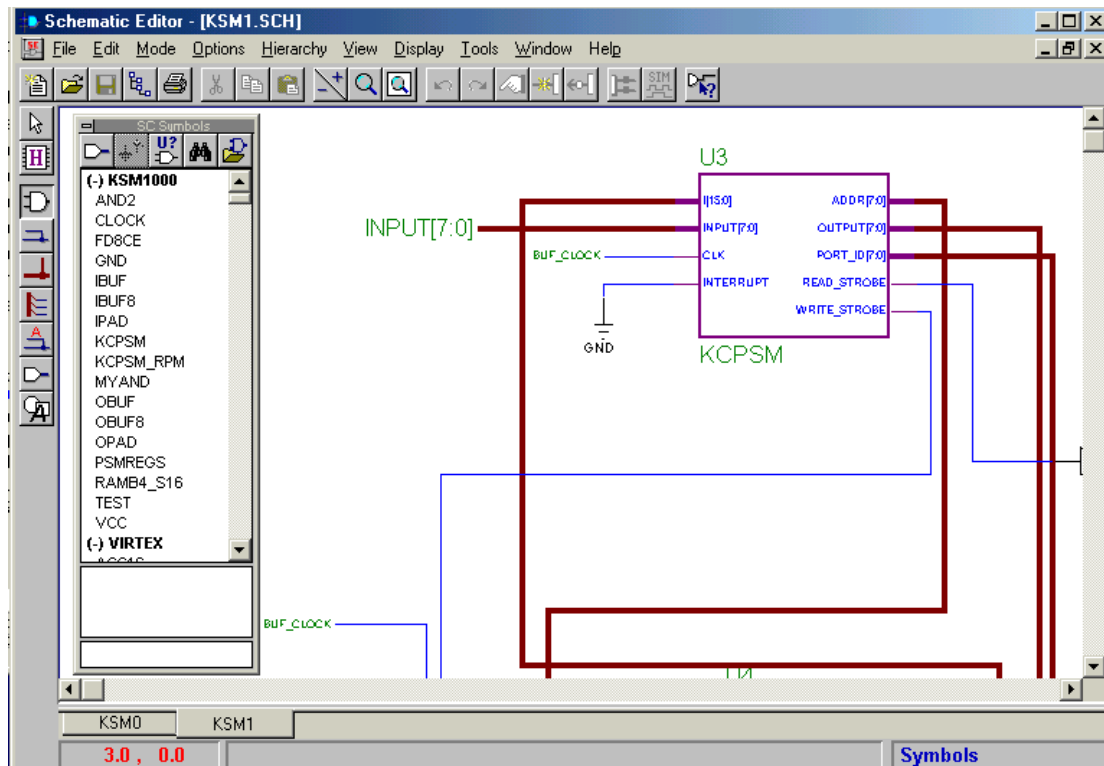 Schematic Editor - [KSM1.SCH]
File Edit Mode Options Hierarchy View Display Tools Window Help
SIM
SC Symbols
H
U?
A
A
(-) KSM1000
AND2
CLOCK
FD8CE
GND
IBUF
IBUF8
IPAD
KCPSM
KCPSM_RPM
MYAND
OBUF
OBUF8
OPAD
PSMREGS
RAMB4_S16
TEST
VCC
(-) VIRTEX
U3
I[15:0] ADDR[7:0]
INPUT[7:0]
INPUT[7:0] OUTPUT[7:0]
BUF_CLOCK
CLK PORT_ID[7:0]
INTERRUPT READ_STROBE
WRITE_STROBE
GND
KCPSM
BUF_CLOCK
KSM0 KSM1
3.0 , 0.0 Symbols